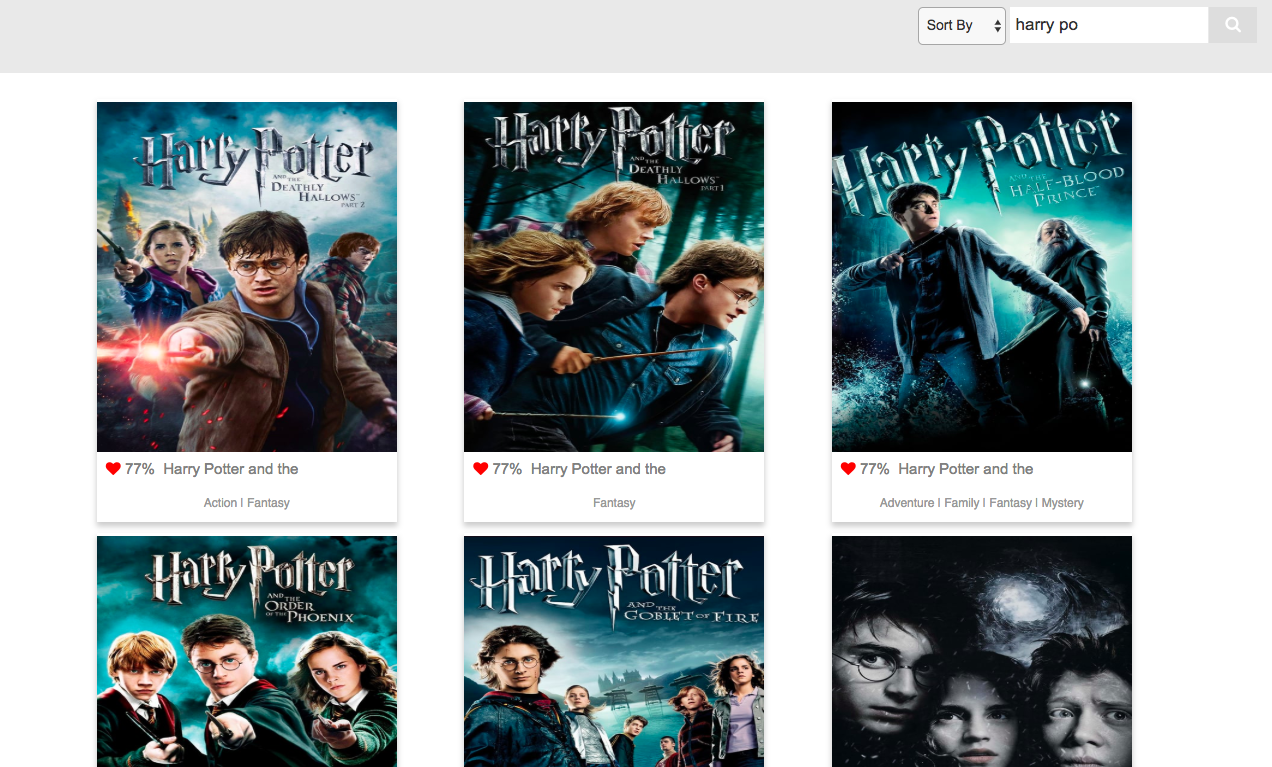 Sort By harry po
Harry Potter
AND THE
DEATHLY
HALLOWS™
PART 2
Harry Potter
AND THE
DEATHLY
HALLOWS™
PART 1
Harry Potter
AND THE
HALF-BLOOD
PRINCE™
77% Harry Potter and the
Action | Fantasy
77% Harry Potter and the
Fantasy
77% Harry Potter and the
Adventure | Family | Fantasy | Mystery
Harry Potter
AND THE
ORDER
OF THE PHOENIX
Harry Potter
AND THE
GOBLET OF FIRE